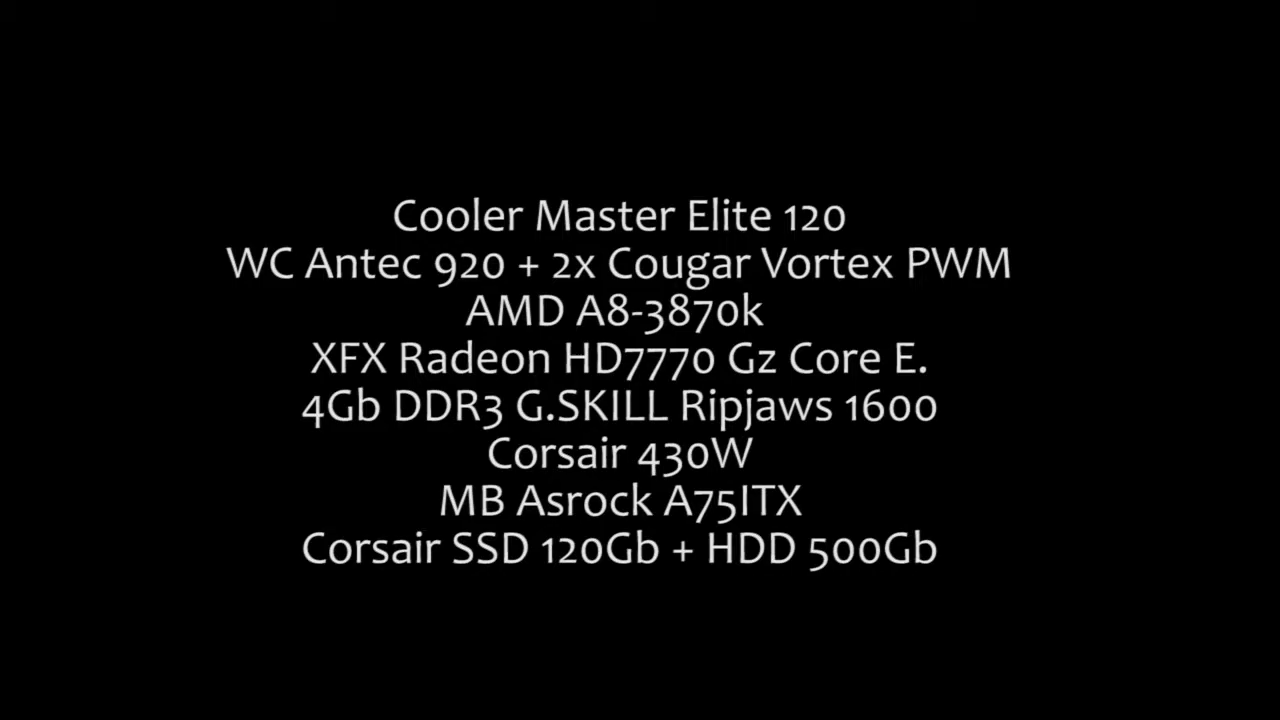 Cooler Master Elite 120
WC Antec 920 + 2x Cougar Vortex PWM
AMD A8-3870k
XFX Radeon HD7770 Gz Core E.
4Gb DDR3 G.SKILL Ripjaws 1600
Corsair 430W
MB Asrock A75ITX
Corsair SSD 120Gb + HDD 500Gb